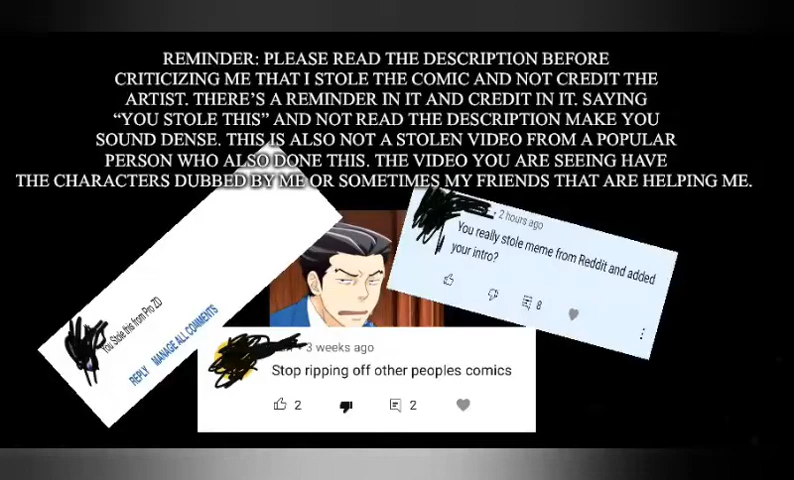 REMINDER: PLEASE READ THE DESCRIPTION BEFORE
CRITICIZING ME THAT I STOLE THE COMIC AND NOT CREDIT THE
ARTIST. THERE'S A REMINDER IN IT AND CREDIT IN IT. SAYING
“YOU STOLE THIS” AND NOT READ THE DESCRIPTION MAKE YOU
SOUND DENSE. THIS IS ALSO NOT A STOLEN VIDEO FROM A POPULAR
PERSON WHO ALSO DONE THIS. THE VIDEO YOU ARE SEEING HAVE
THE CHARACTERS DUBBED BY ME OR SOMETIMES MY FRIENDS THAT ARE HELPING ME.
• 2 hours ago
You really stole meme from Reddit and added
your intro?
8
You Stole this from Pro ZD
REPLY MANAGE ALL COMMENTS
• 3 weeks ago
Stop ripping off other peoples comics
2 2